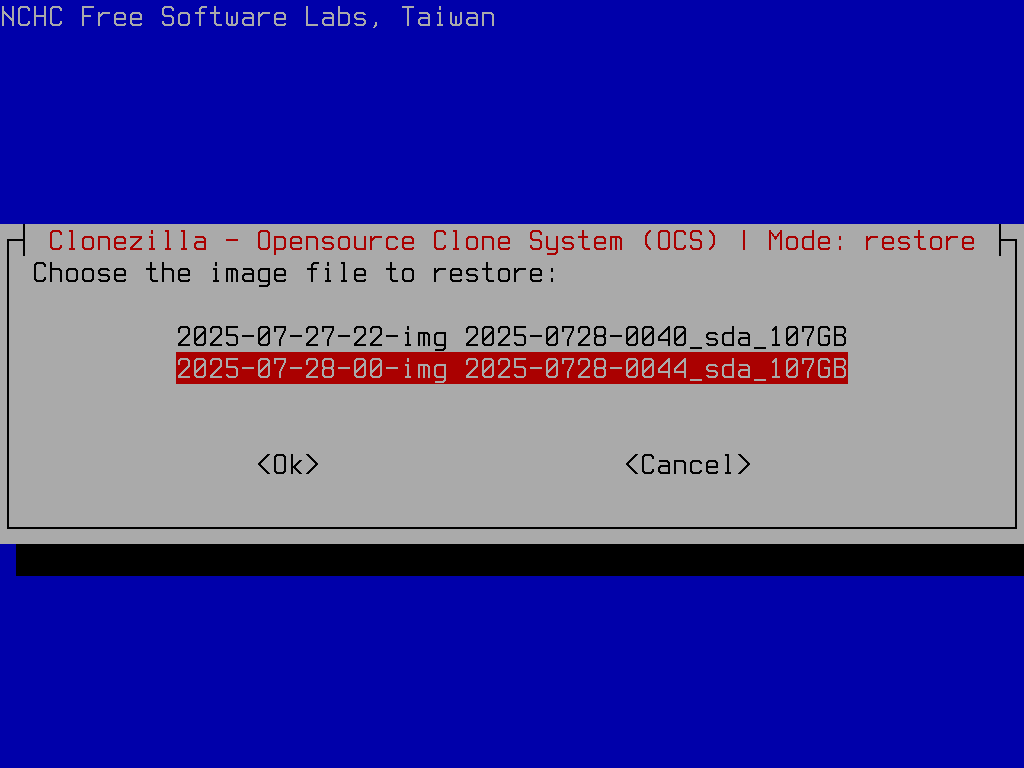 NCHC Free Software Labs, Taiwan
Clonezilla - Opensource Clone System (OCS) | Mode: restore
Choose the image file to restore:
2025-07-27-22-img 2025-0728-0040_sda_107GB
2025-07-28-00-img 2025-0728-0044_sda_107GB
<Ok> <Cancel>